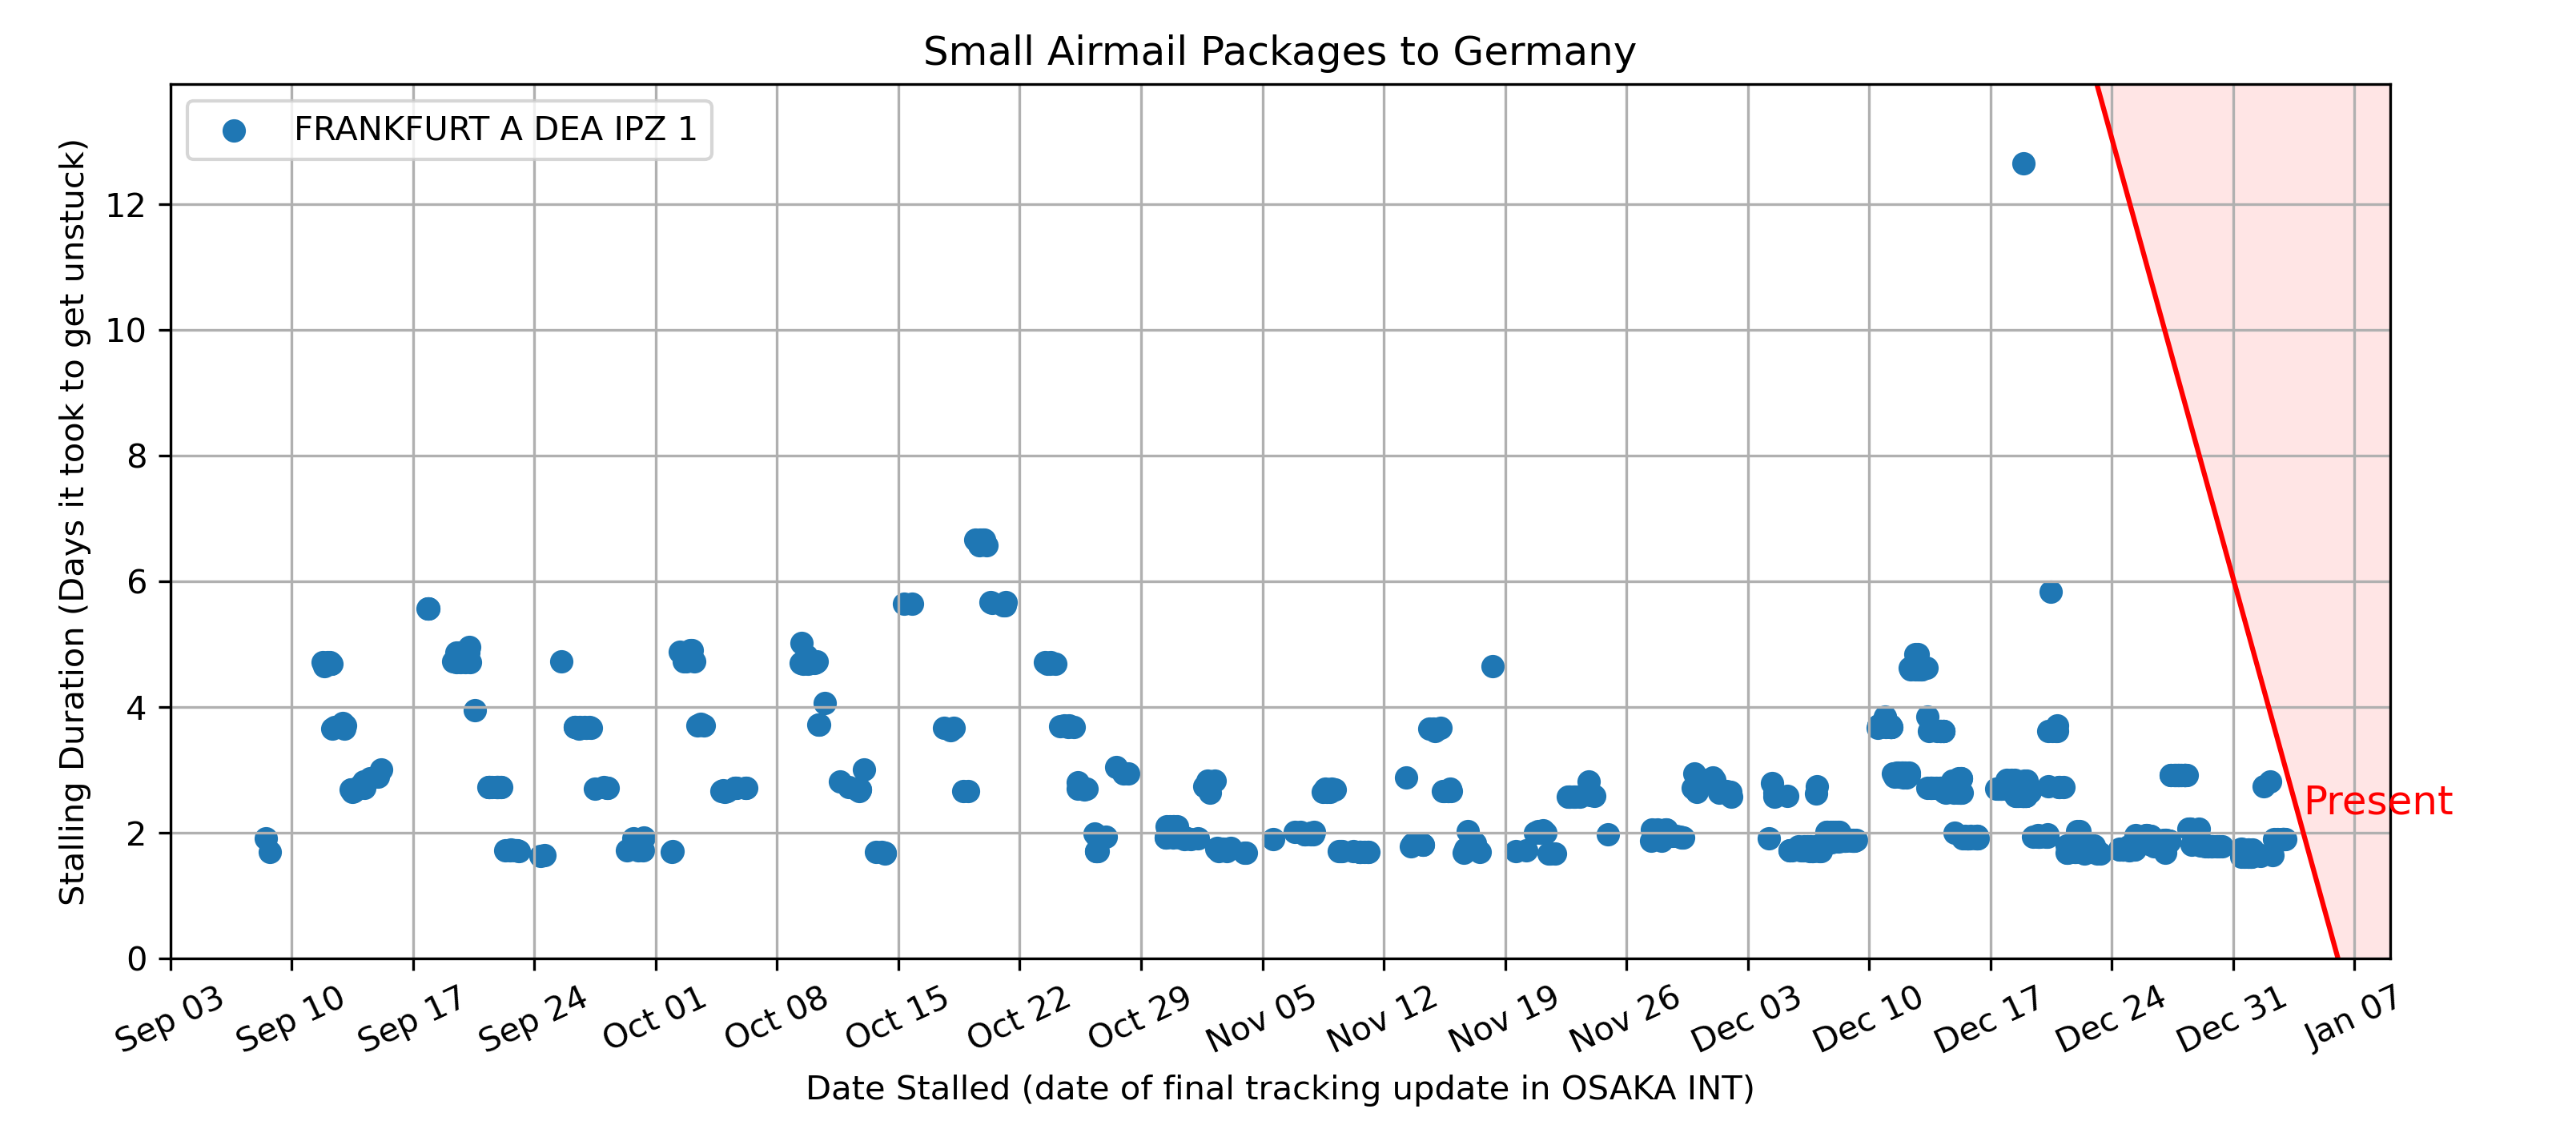 Small Airmail Packages to Germany
FRANKFURT A DEA IPZ 1
Stalling Duration (Days it took to get unstuck)
12
10
8
6
4
2
0
Present
Sep 03 Sep 10 Sep 17 Sep 24 Oct 01 Oct 08 Oct 15 Oct 22 Oct 29 Nov 05 Nov 12 Nov 19 Nov 26 Dec 03 Dec 10 Dec 17 Dec 24 Dec 31 Jan 07
Date Stalled (date of final tracking update in OSAKA INT)